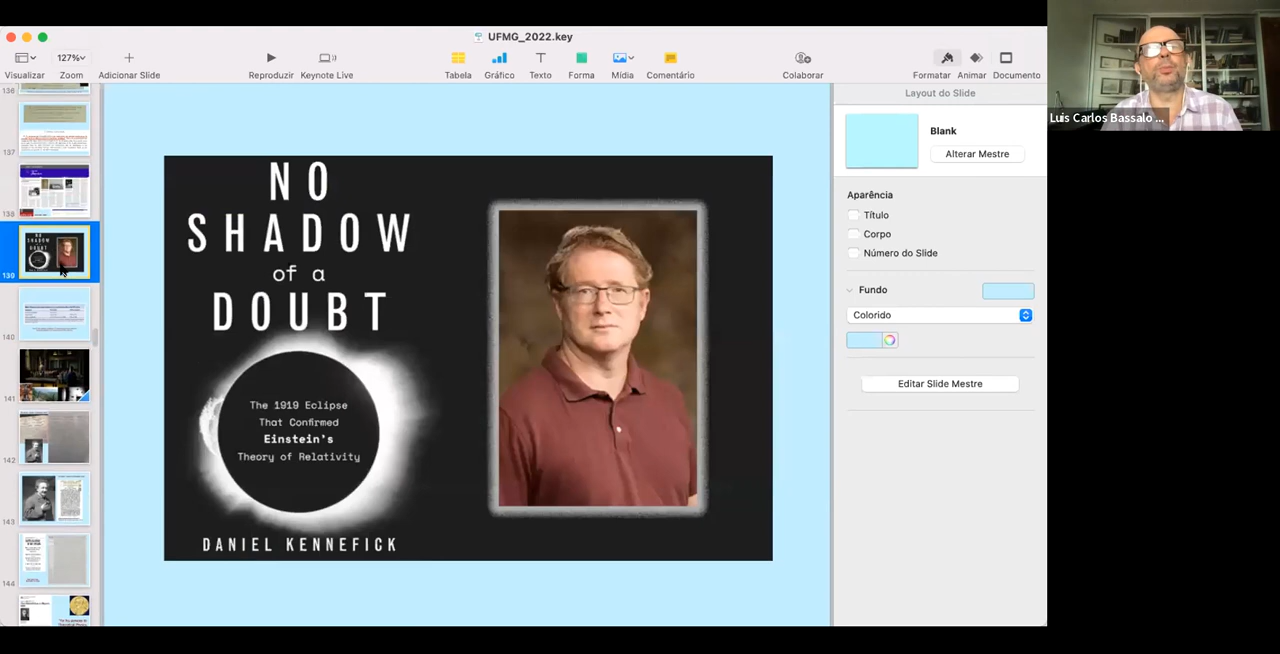 UFMG_2022.key
127%
Visualizar
Zoom
Adicionar Slide
Reproduzir
Keynote Live
Tabela
Gráfico
Texto
Forma
Mídia
Comentário
Colaborar
Formatar
Animar
Documento
136
137
138
139
140
141
142
143
144
NO
SHADOW
of a
DOUBT
The 1919 Eclipse
That Confirmed
Einstein's
Theory of Relativity
DANIEL KENNEFICK
Layout do Slide
Blank
Alterar Mestre
Aparência
Título
Corpo
Número do Slide
Fundo
Colorido
Editar Slide Mestre
Luis Carlos Bassalo ...